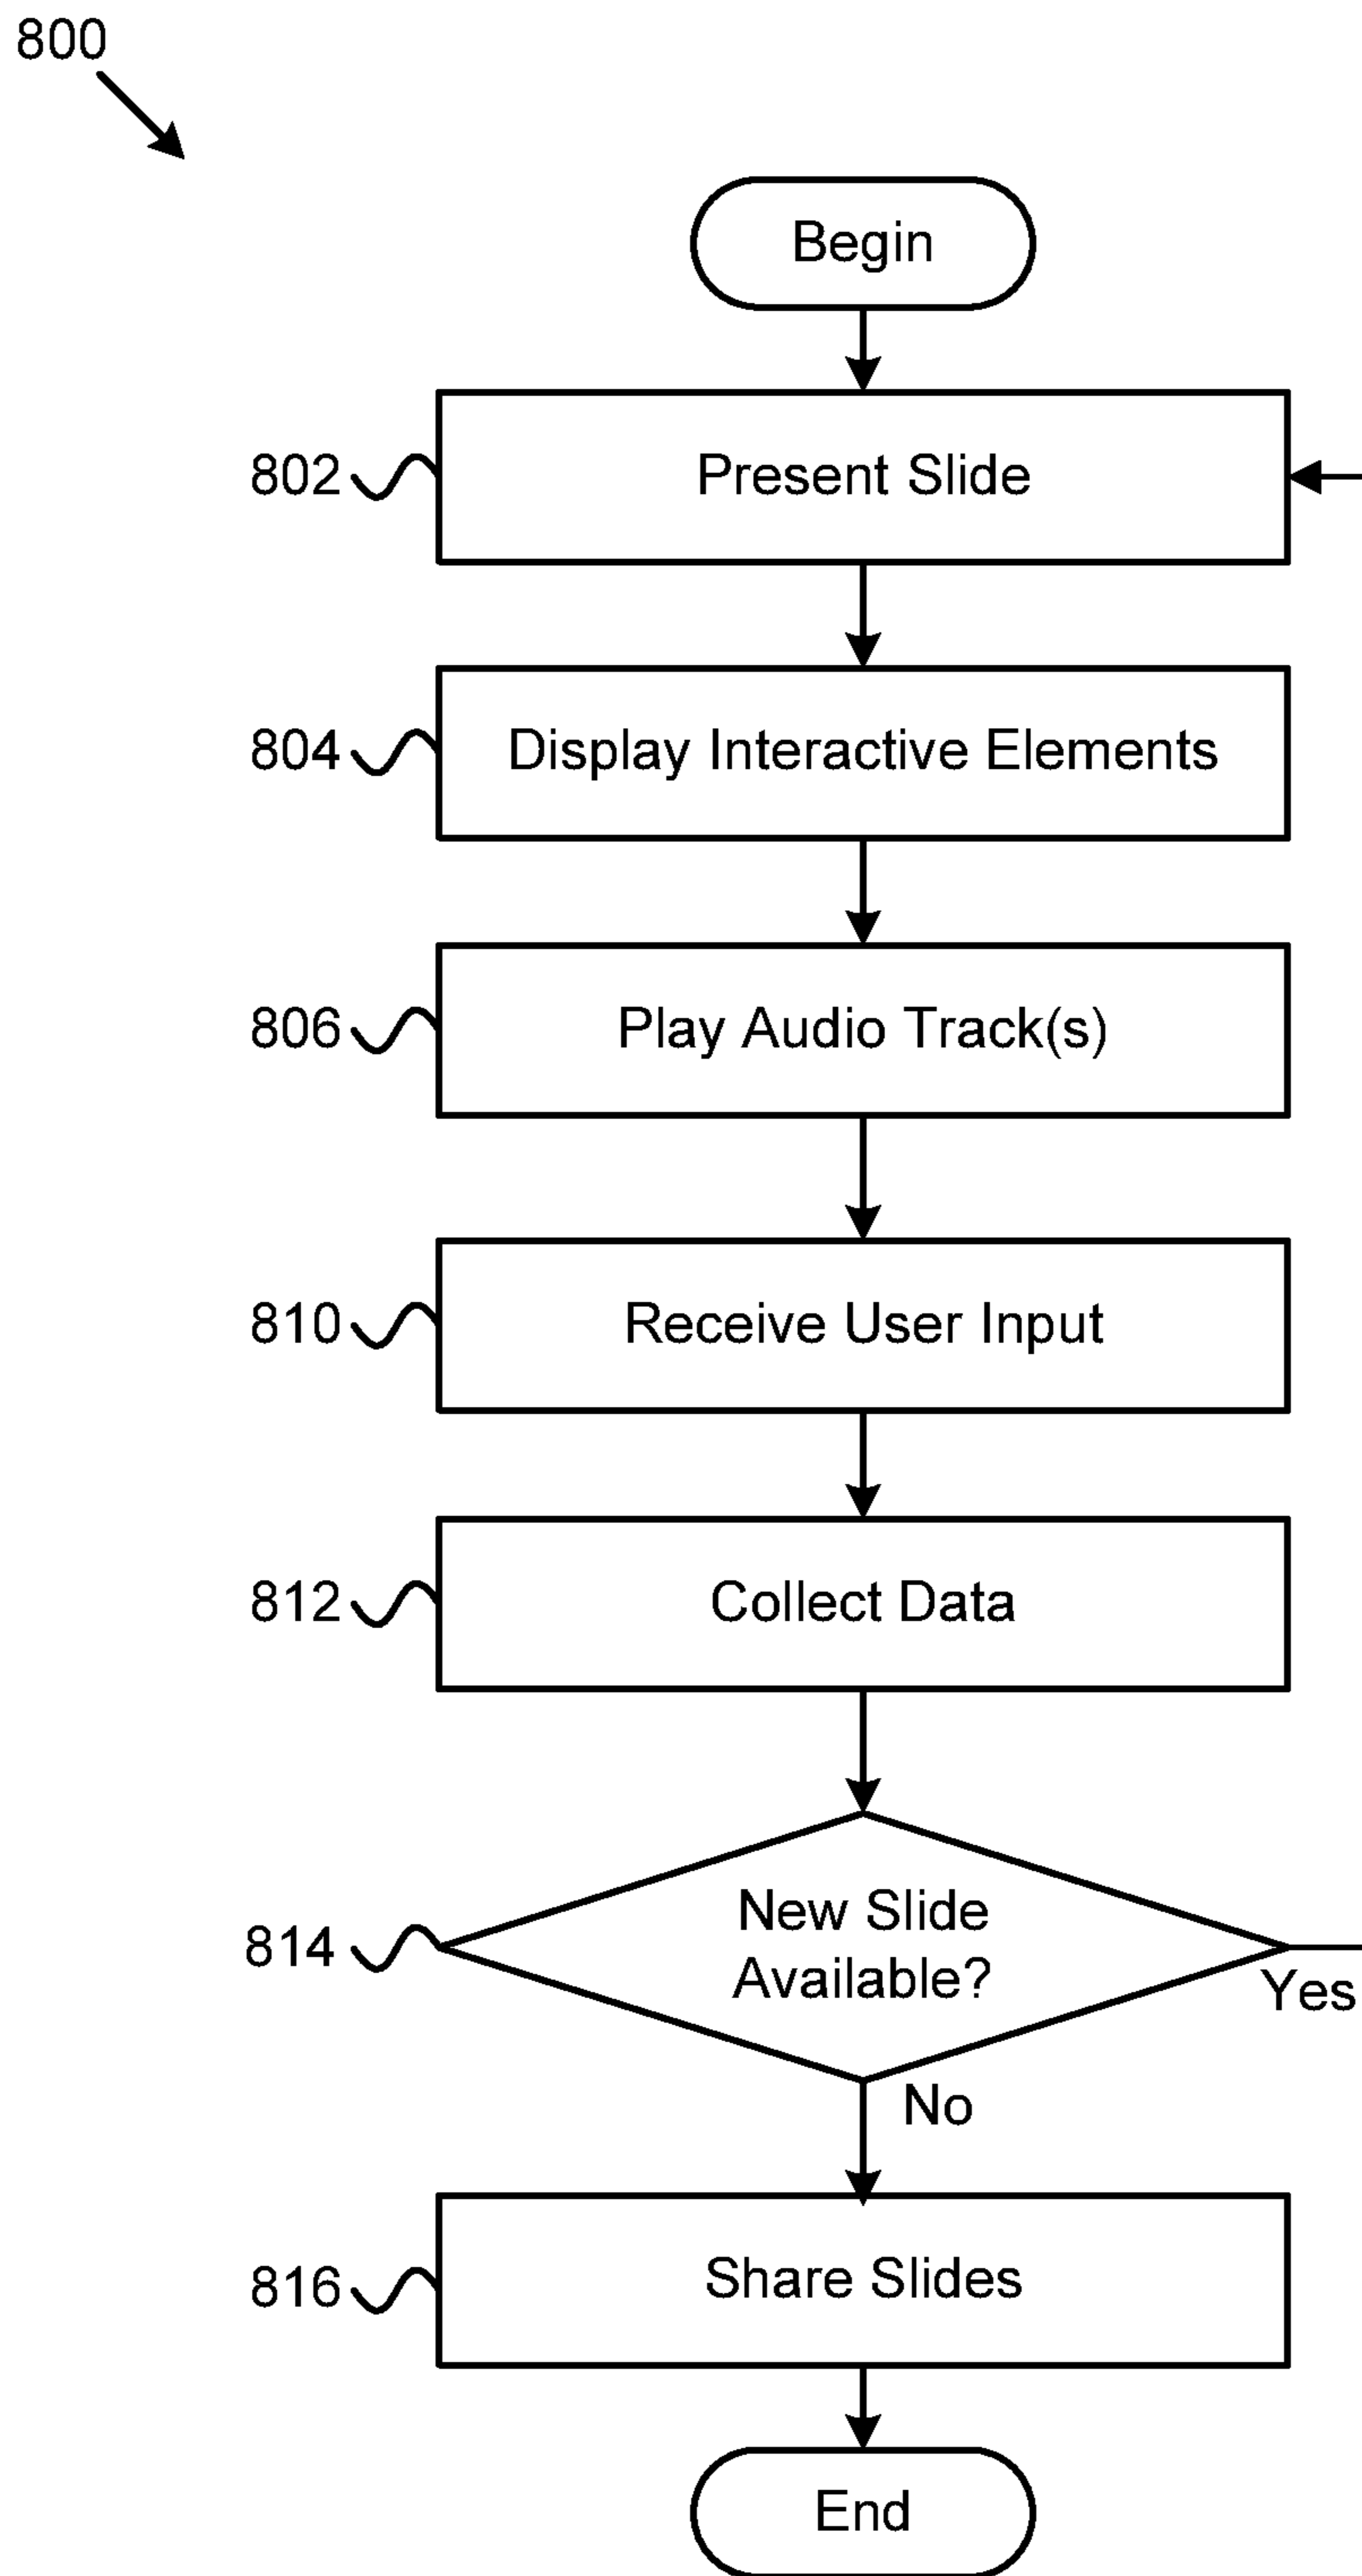 800
Begin
802
Present Slide
804
Display Interactive Elements
806
Play Audio Track(s)
810
Receive User Input
812
Collect Data
814
New Slide
Available?
Yes
No
816
Share Slides
End